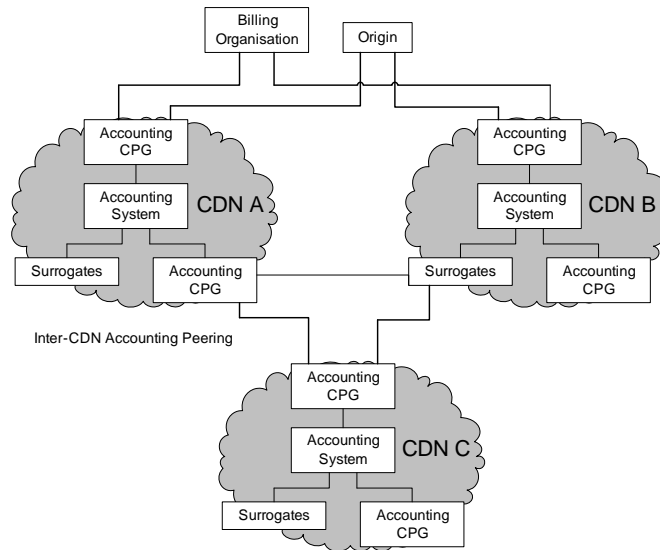 Billing
Organisation
Origin
Accounting
CPG
Accounting
CPG
Accounting
System
CDN A
Accounting
System
CDN B
Surrogates
Accounting
CPG
Surrogates
Accounting
CPG
Inter-CDN Accounting Peering
Accounting
CPG
Accounting
System
CDN C
Surrogates
Accounting
CPG